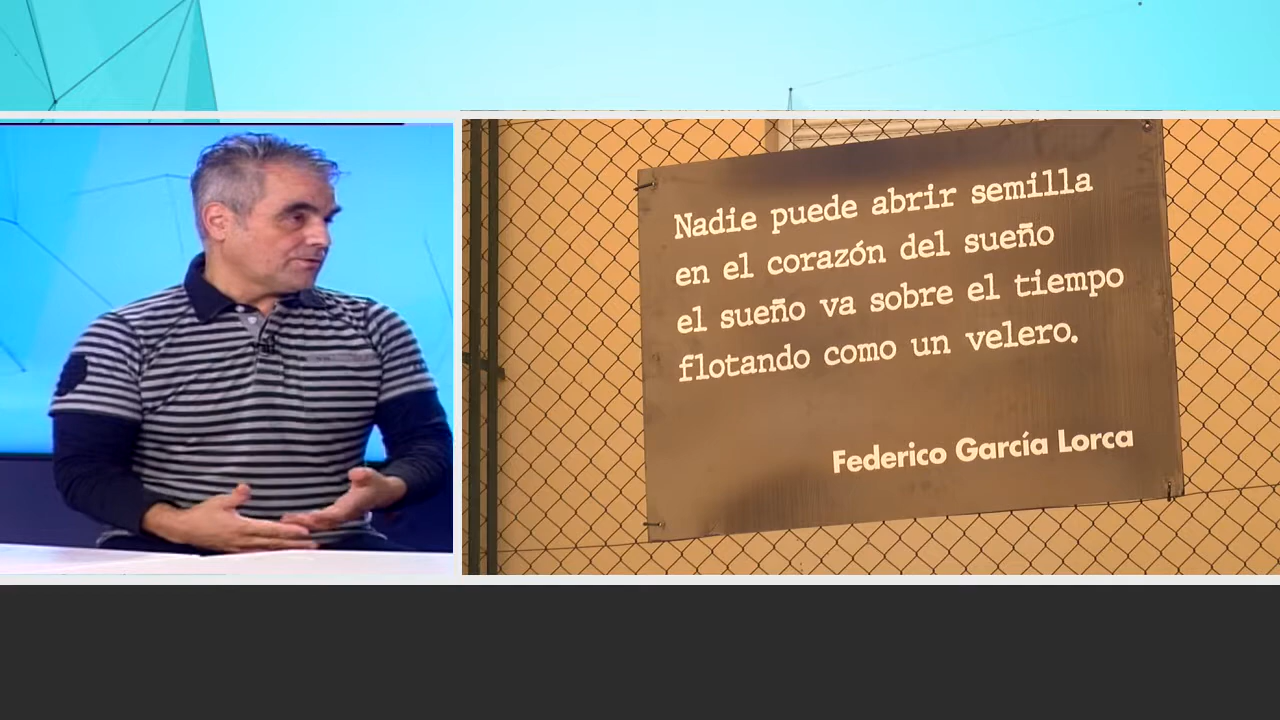 Nadie puede abrir semilla
en el corazón del sueño
el sueño va sobre el tiempo
flotando como un velero.
Federico García Lorca